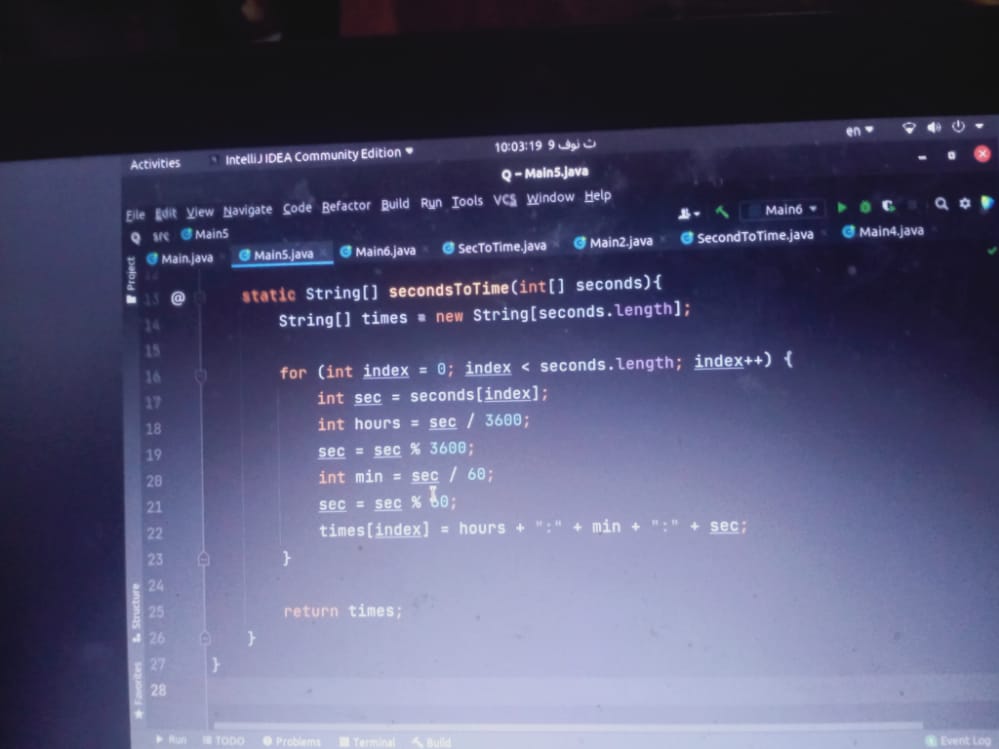 Activities IntelliJ IDEA Community Edition 10:03:19 9 ث نوف en
Q – Main5.java
File Edit View Navigate Code Refactor Build Run Tools VCS Window Help
Q src Main5 Main6
Main.java Main5.java Main6.java SecToTime.java Main2.java SecondToTime.java Main4.java
Project
13 @ static String[] secondsToTime(int[] seconds){
14 String[] times = new String[seconds.length];
15
16 for (int index = 0; index < seconds.length; index++) {
17 int sec = seconds[index];
18 int hours = sec / 3600;
19 sec = sec % 3600;
20 int min = sec / 60;
21 sec = sec % 60;
22 times[index] = hours + ":" + min + ":" + sec;
23 }
24
25 return times;
26 }
27 }
28
Structure
Favorites
Run TODO Problems Terminal Build Event Log